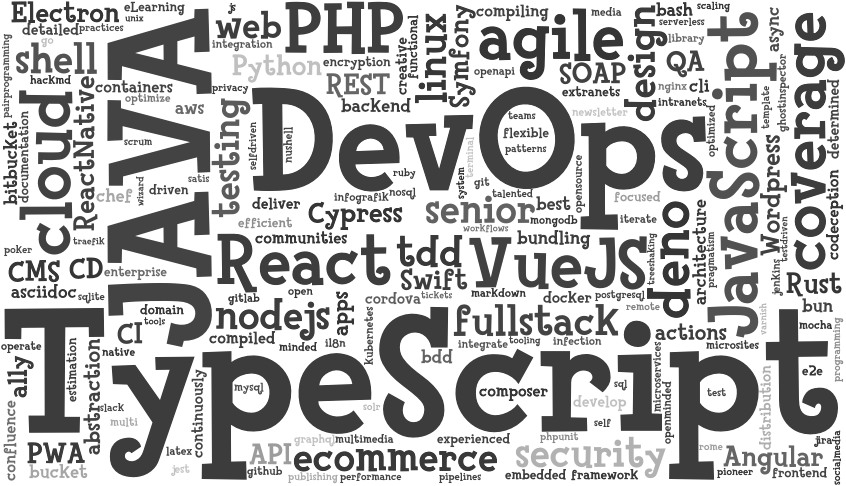 Electron
eLearning
unix
js
web
PHP
linux
Symfony
compiling
media
bash
scaling
serverless
JavaScript
async
coverage
detailed
practices
go
integration
creative
functional
agile
design
library
pairprogramming
shell
hackmd
containers
optimize
JAVA
Python
encryption
REST
openapi
SOAP
QA
nginx
cli
template
ghostinspector
determined
privacy
aws
backend
extranets
intranets
optimized
bitbucket
documentation
cloud
ReactNative
scrum
testing
selfdriven
nushell
DevOps
teams
flexible
patterns
newsletter
terminal
Wordpress
testdriven
codeception
satis
ruby
nosql
system
git
talented
opensource
focused
chef
wizard
driven
deliver
infografik
Cypress
senior
best
mongodb
iterate
deno
architecture
pragmatism
traefik
efficient
workflows
communities
bundling
treeshaking
poker
CMS
CD
enterprise
React
tdd
Swift
VueJS
jenkins
Rust
asciidoc
sqlite
gitlab
open
cordova
tickets
markdown
docker
postgresql
remote
bun
domain
tools
CI
nodejs
apps
kubernetes
fullstack
actions
varnish
mocha
programming
TypeScript
operate
native
compiled
minded
il8n
bdd
integrate
tooling
infection
microsites
e2e
a11y
estimation
abstraction
continuously
mysql
composer
sql
microservices
openminded
test
distribution
confluence
slack
multi
solr
develop
self
PWA
bucket
latex
jest
API
github
graphql
multimedia
experienced
phpunit
rome
jira
socialmedia
ecommerce
security
Angular
publishing
performance
pipelines
embedded
framework
pioneer
frontend